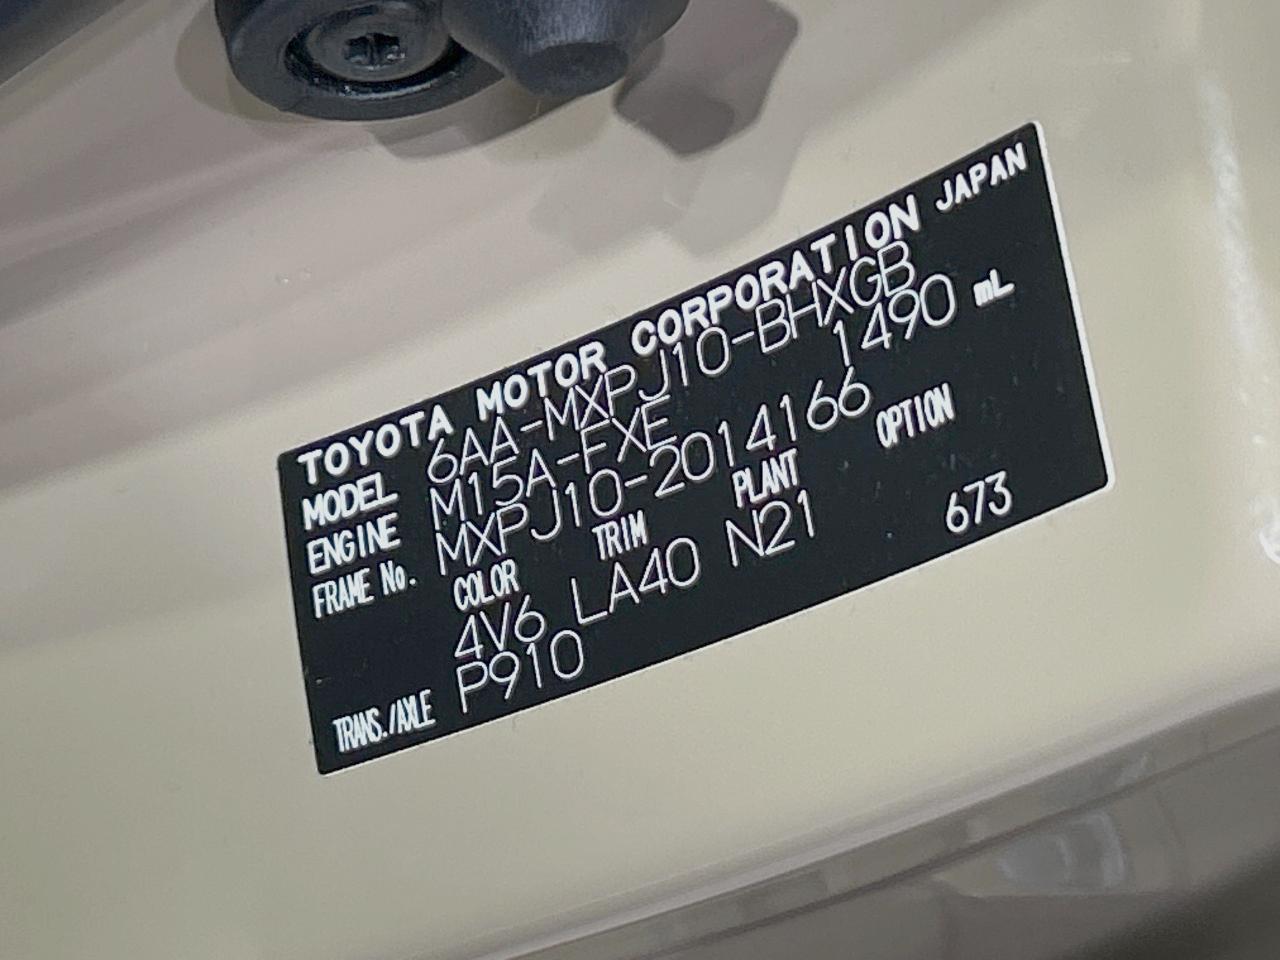 TOYOTA MOTOR CORPORATION JAPAN
MODEL 6AA-MXPJ10-BHXGB
ENGINE M15A-FXE 1490 mL
FRAME No. MXPJ10-2014166
COLOR TRIM PLANT OPTION
4V6 LA40 N21 673
TRANS./AXLE P910